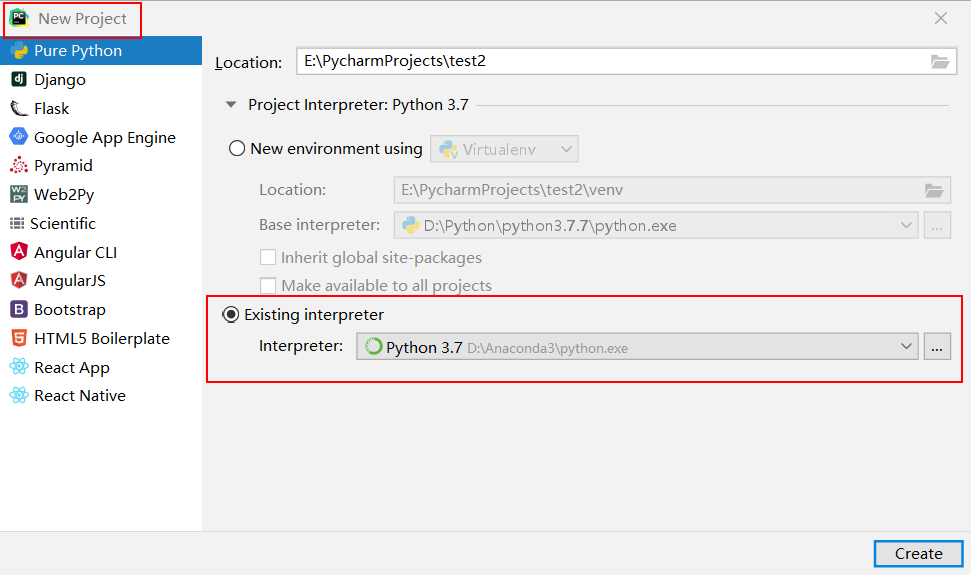 New Project
Pure Python
Django
Flask
Google App Engine
Pyramid
Web2Py
Scientific
Angular CLI
AngularJS
Bootstrap
HTML5 Boilerplate
React App
React Native
Location: E:\PycharmProjects\test2
Project Interpreter: Python 3.7
New environment using Virtualenv
Location: E:\PycharmProjects\test2\venv
Base interpreter: D:\Python\python3.7.7\python.exe ...
Inherit global site-packages
Make available to all projects
Existing interpreter
Interpreter: Python 3.7 D:\Anaconda3\python.exe ...
Create